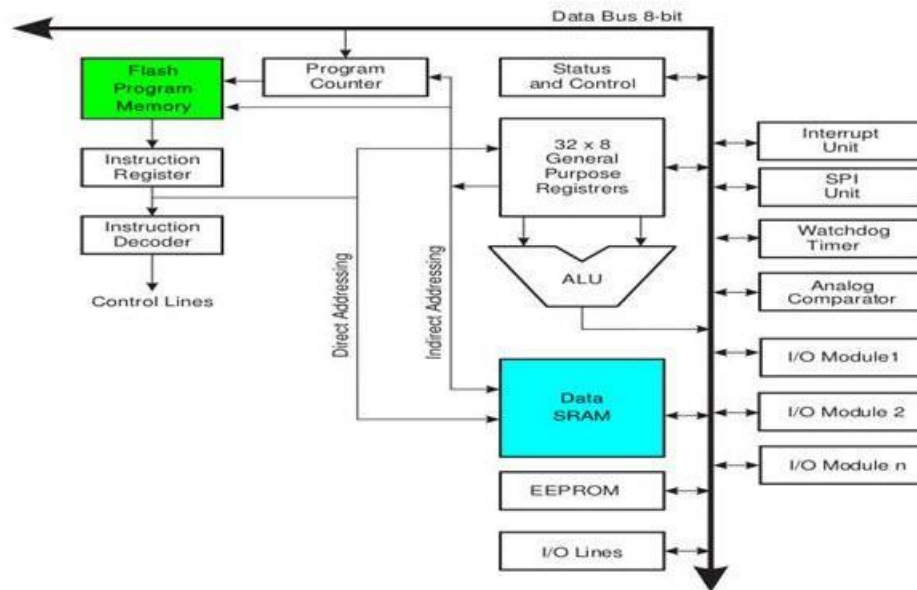 Data Bus 8-bit
Flash
Program
Memory
Program
Counter
Status
and Control
Instruction
Register
32 x 8
General
Purpose
Registrers
Interrupt
Unit
SPI
Unit
Instruction
Decoder
Watchdog
Timer
ALU
Control Lines
Direct Addressing
Indirect Addressing
Analog
Comparator
I/O Module1
Data
SRAM
I/O Module 2
I/O Module n
EEPROM
I/O Lines